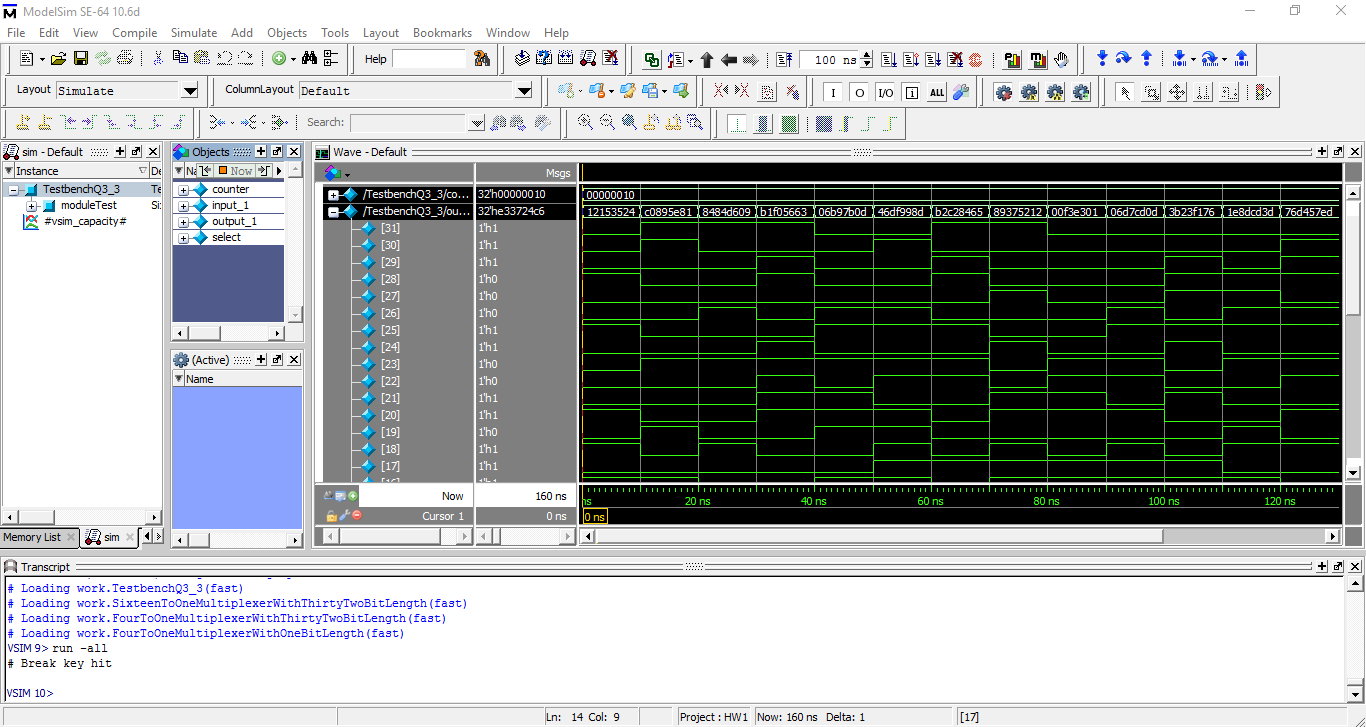 ModelSim SE-64 10.6d
File Edit View Compile Simulate Add Objects Tools Layout Bookmarks Window Help
Help
100 ns
Layout Simulate
ColumnLayout Default
I O I/O i ALL
Search:
sim - Default
Instance
De
TestbenchQ3_3
Te
moduleTest
Si
#vsim_capacity#
Memory List
sim
Objects
Na
Now
counter
input_1
output_1
select
(Active)
Name
Wave - Default
Msgs
/TestbenchQ3_3/co... 32'h00000010 00000010
/TestbenchQ3_3/ou... 32'he33724c6 12153524 c0895e81 8484d609 b1f05663 06b97b0d 46df998d b2c28465 89375212 00f3e301 06d7cd0d 3b23f176 1e8dcd3d 76d457ed
[31] 1'h1
[30] 1'h1
[29] 1'h1
[28] 1'h0
[27] 1'h0
[26] 1'h0
[25] 1'h1
[24] 1'h1
[23] 1'h0
[22] 1'h0
[21] 1'h1
[20] 1'h1
[19] 1'h0
[18] 1'h1
[17] 1'h1
Now 160 ns
ns 20 ns 40 ns 60 ns 80 ns 100 ns 120 ns
Cursor 1 0 ns 0 ns
Transcript
# Loading work.TestbenchQ3_3(fast)
# Loading work.SixteenToOneMultiplexerWithThirtyTwoBitLength(fast)
# Loading work.FourToOneMultiplexerWithThirtyTwoBitLength(fast)
# Loading work.FourToOneMultiplexerWithOneBitLength(fast)
VSIM 9> run -all
# Break key hit
VSIM 10>
Ln: 14 Col: 9
Project : HW1
Now: 160 ns Delta: 1
[17]